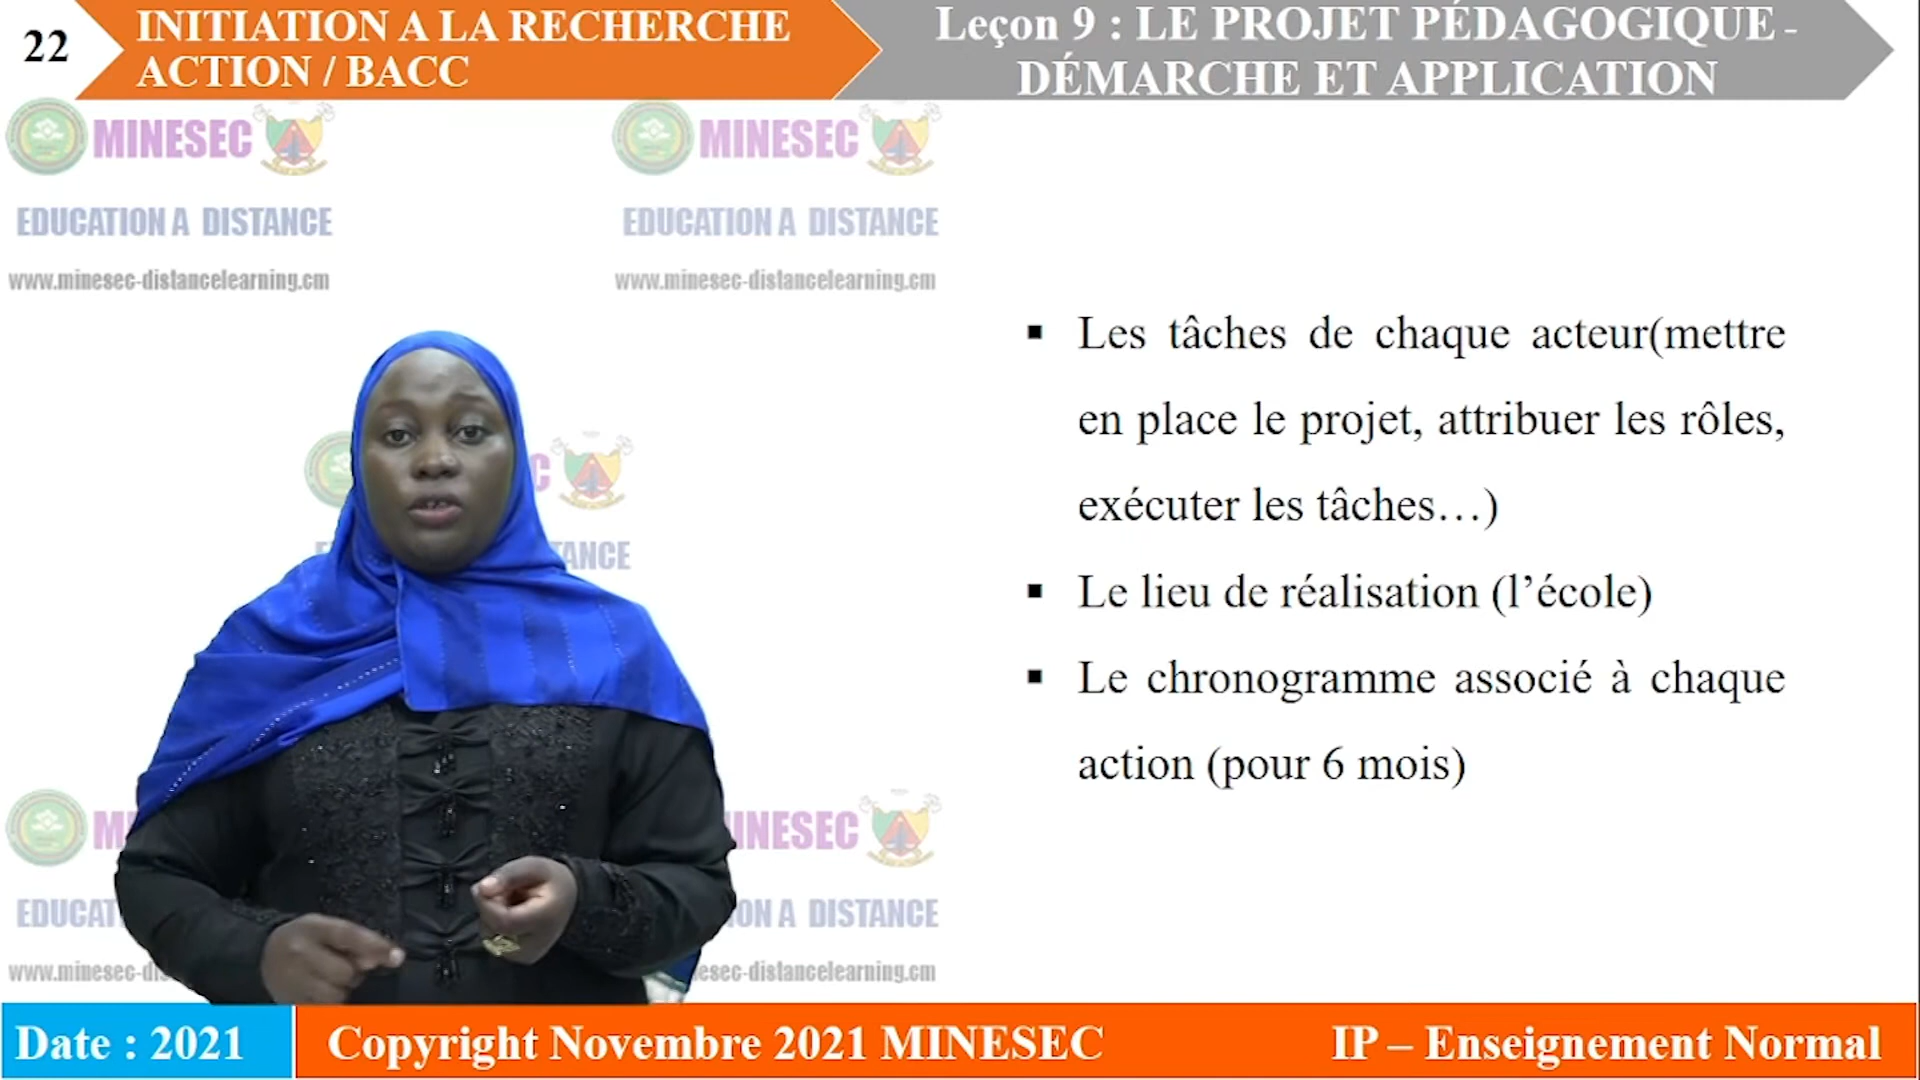 22
INITIATION A LA RECHERCHE
ACTION / BACC
Leçon 9 : LE PROJET PÉDAGOGIQUE -
DÉMARCHE ET APPLICATION
MINESEC
EDUCATION A DISTANCE
www.minesec-distancelearning.cm
MINESEC
EDUCATION A DISTANCE
www.minesec-distancelearning.cm
▪ Les tâches de chaque acteur(mettre
en place le projet, attribuer les rôles,
exécuter les tâches…)
▪ Le lieu de réalisation (l’école)
▪ Le chronogramme associé à chaque
action (pour 6 mois)
Date : 2021
Copyright Novembre 2021 MINESEC
IP – Enseignement Normal